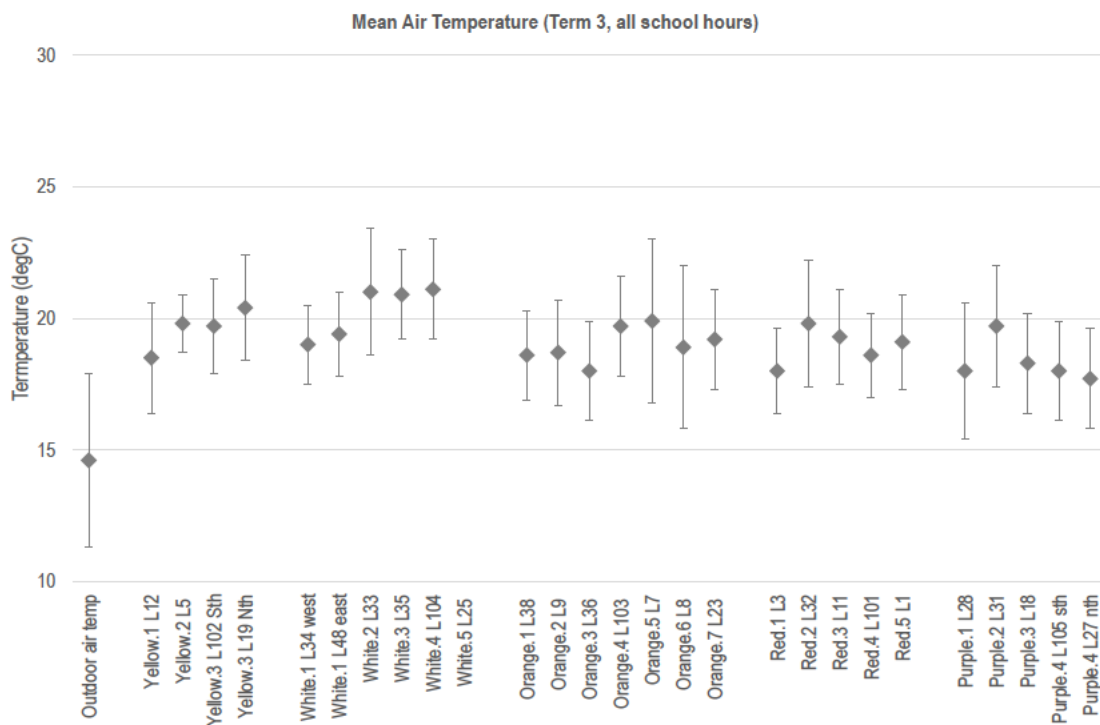 Mean Air Temperature (Term 3, all school hours)
Termperature (degC)
30
25
20
15
10
Outdoor air temp
Yellow.1 L12
Yellow.2 L5
Yellow.3 L102 Sth
Yellow.3 L19 Nth
White.1 L34 west
White.1 L48 east
White.2 L33
White.3 L35
White.4 L104
White.5 L25
Orange.1 L38
Orange.2 L9
Orange.3 L36
Orange.4 L103
Orange.5 L7
Orange.6 L8
Orange.7 L23
Red.1 L3
Red.2 L32
Red.3 L11
Red.4 L101
Red.5 L1
Purple.1 L28
Purple.2 L31
Purple.3 L18
Purple.4 L105 sth
Purple.4 L27 nth